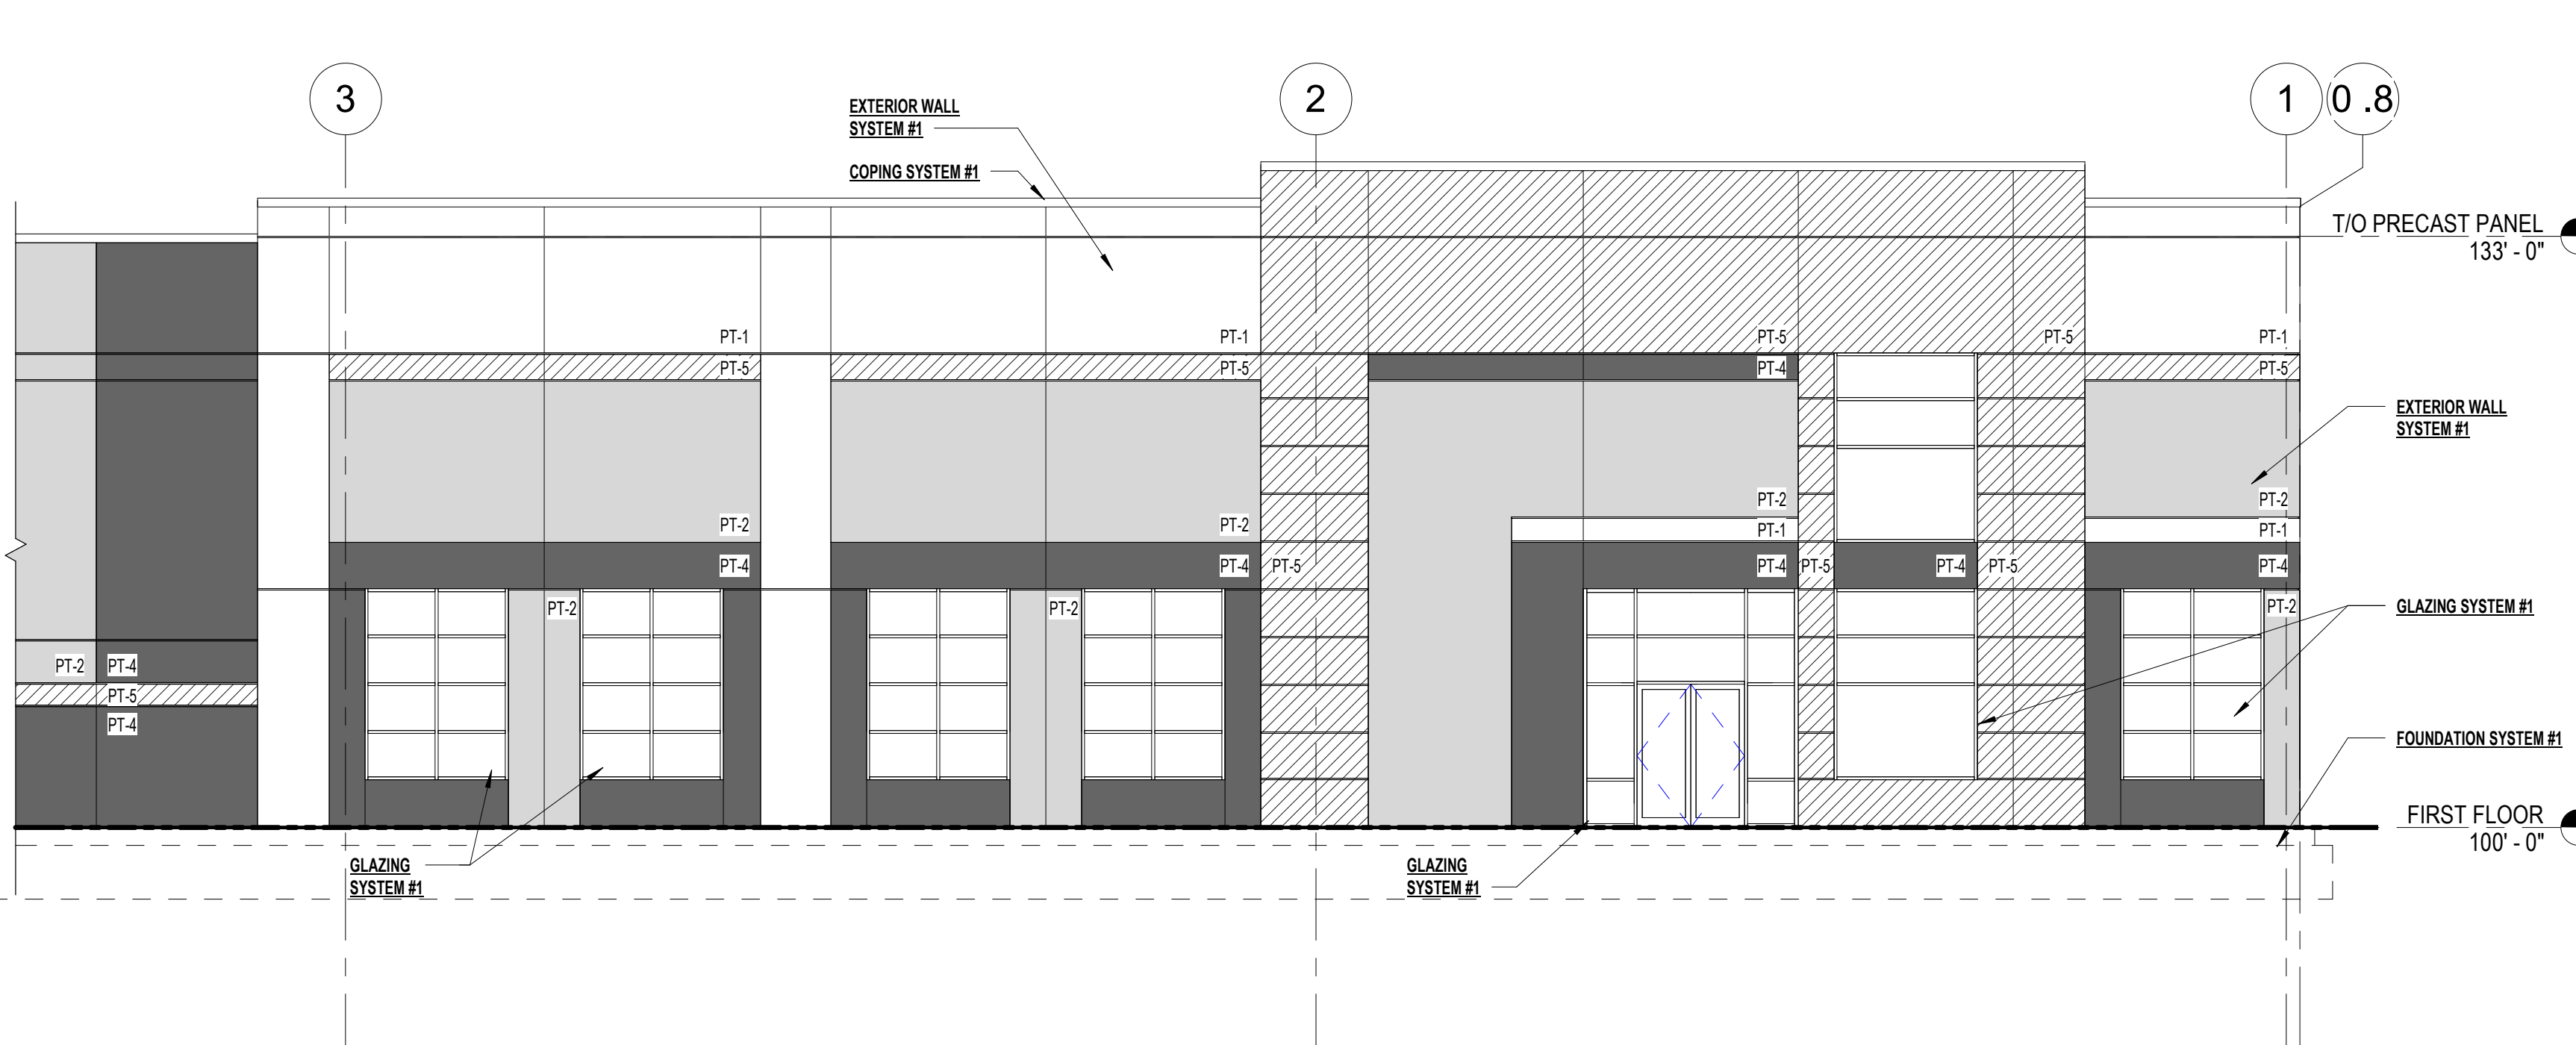 3
2
1
0 .8
EXTERIOR WALL
SYSTEM #1
COPING SYSTEM #1
T/O PRECAST PANEL
133' - 0"
PT-1
PT-1
PT-5
PT-5
PT-1
PT-5
PT-5
PT-4
PT-5
EXTERIOR WALL
SYSTEM #1
PT-2
PT-2
PT-2
PT-2
PT-1
PT-1
PT-4
PT-4
PT-5
PT-4
PT-5
PT-4
PT-5
PT-4
PT-2
PT-2
PT-2
GLAZING SYSTEM #1
PT-2
PT-4
PT-5
PT-4
FOUNDATION SYSTEM #1
FIRST FLOOR
100' - 0"
GLAZING
SYSTEM #1
GLAZING
SYSTEM #1